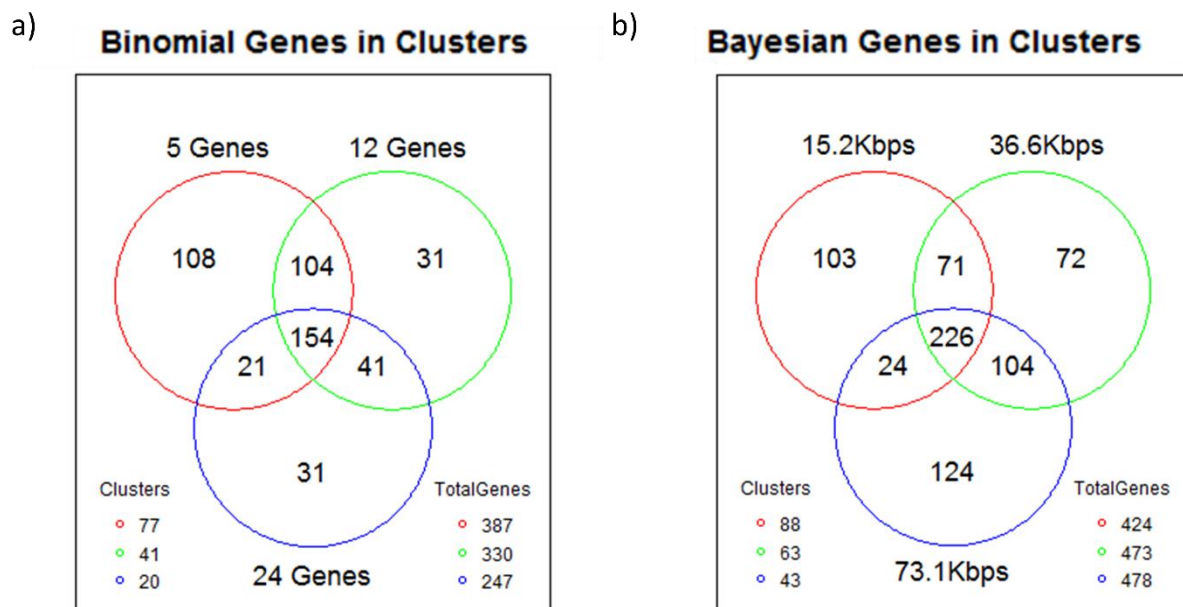 a)
Binomial Genes in Clusters
5 Genes
12 Genes
108
104
31
154
21
41
31
Clusters
77
41
20
TotalGenes
387
330
247
24 Genes
b)
Bayesian Genes in Clusters
15.2Kbps
36.6Kbps
103
71
72
226
24
104
124
Clusters
88
63
43
TotalGenes
424
473
478
73.1Kbps